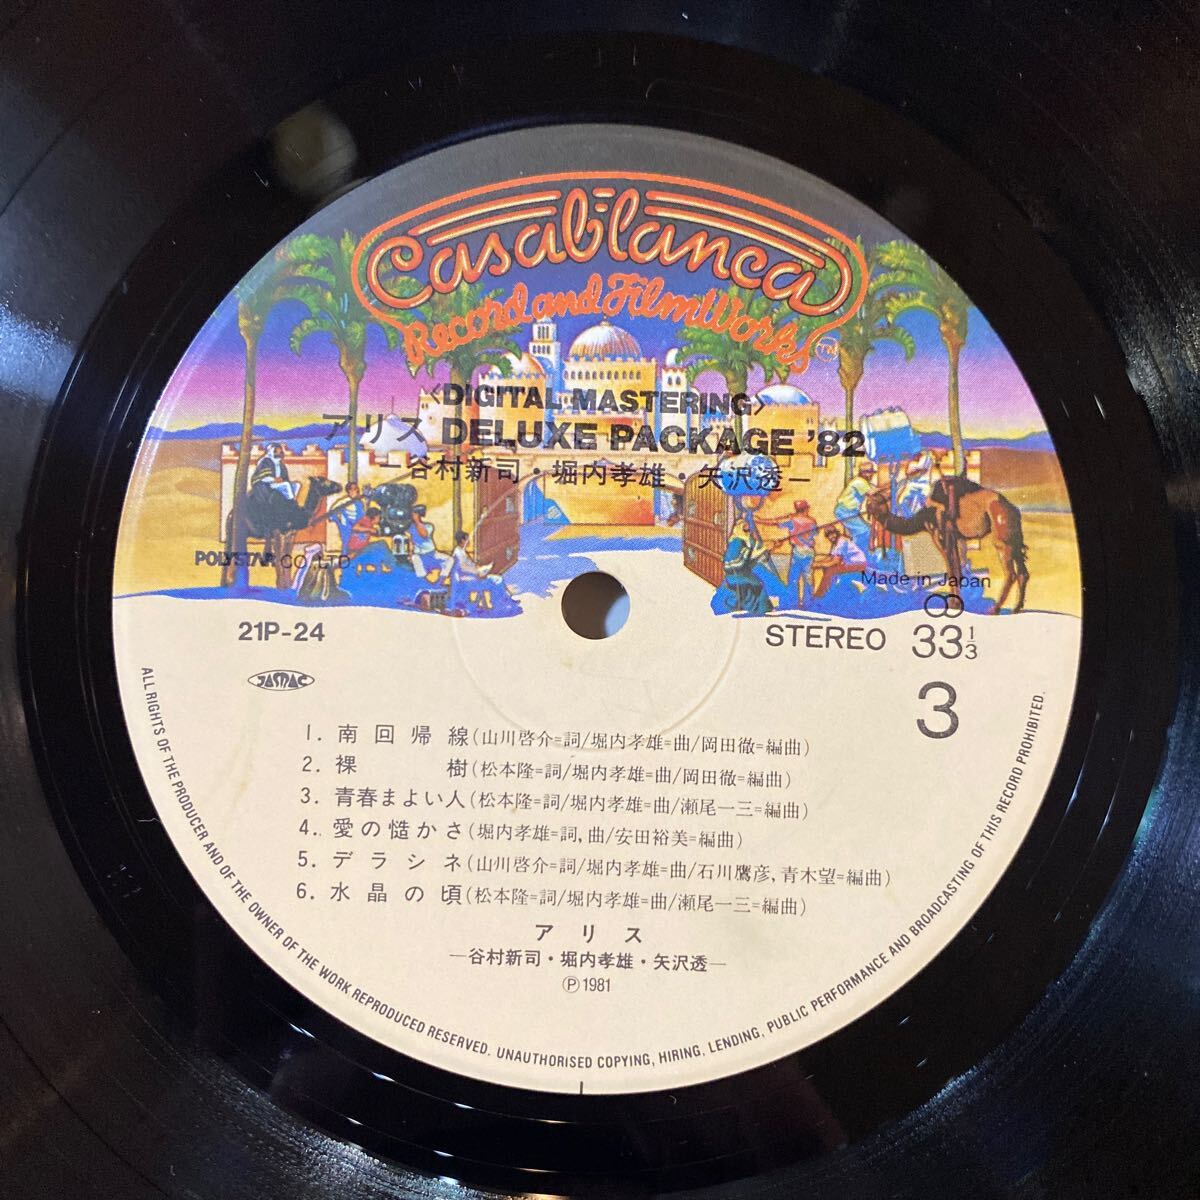 Casablanca
Record and FilmWorks TM
<DIGITAL MASTERING>
アリス DELUXE PACKAGE '82
—谷村新司・堀内孝雄・矢沢透—
POLYSTAR CO.,LTD.
Made in Japan
21P-24
STEREO 33 1/3
JASRAC
3
1. 南回帰線(山川啓介=詞/堀内孝雄=曲/岡田徹=編曲)
2. 裸樹(松本隆=詞/堀内孝雄=曲/岡田徹=編曲)
3. 青春まよい人(松本隆=詞/堀内孝雄=曲/瀬尾一三=編曲)
4. 愛の慥かさ(堀内孝雄=詞,曲/安田裕美=編曲)
5. デラシネ(山川啓介=詞/堀内孝雄=曲/石川鷹彦,青木望=編曲)
6. 水晶の頃(松本隆=詞/堀内孝雄=曲/瀬尾一三=編曲)
アリス
—谷村新司・堀内孝雄・矢沢透—
Ⓟ1981
ALL RIGHTS OF THE PRODUCER AND OF THE OWNER OF THE WORK REPRODUCED RESERVED. UNAUTHORISED COPYING, HIRING, LENDING, PUBLIC PERFORMANCE AND BROADCASTING OF THIS RECORD PROHIBITED.